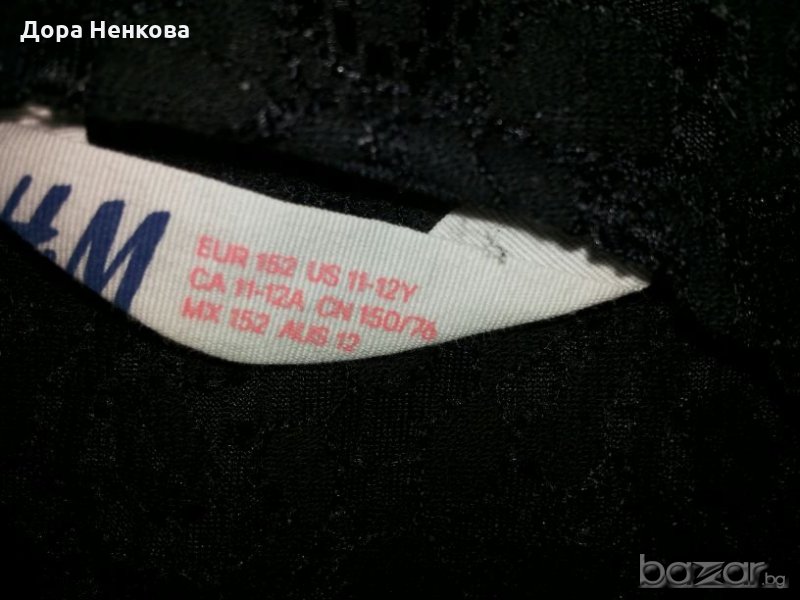 Дора Ненкова
H&M
EUR 152 US 11-12Y
CA 11-12A CN 150/76
MX 152 AUS 12
bazar.bg